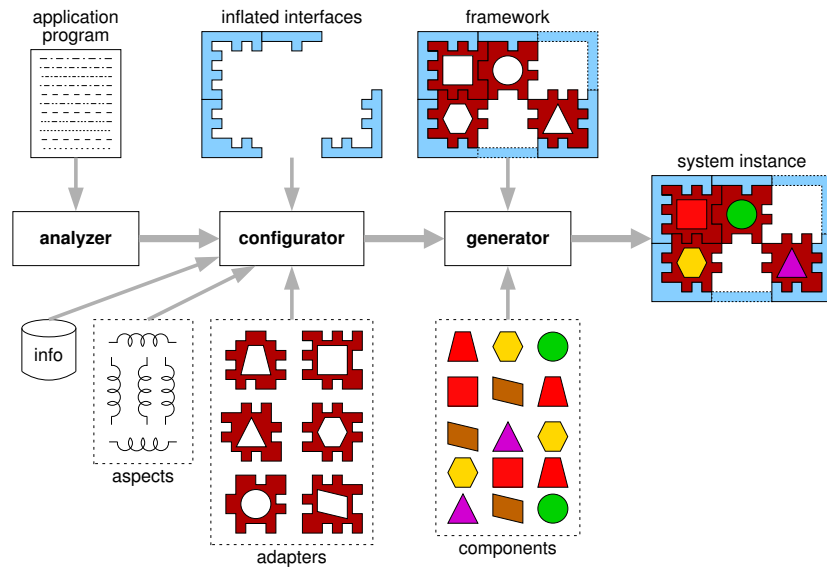 application
program
inflated interfaces
framework
system instance
analyzer
configurator
generator
info
aspects
adapters
components